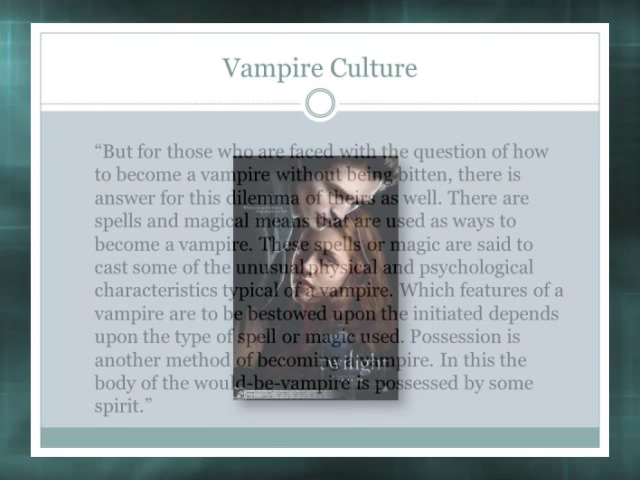 Vampire Culture
“But for those who are faced with the question of how
to become a vampire without being bitten, there is
answer for this dilemma of theirs as well. There are
spells and magical means that are used as ways to
become a vampire. These spells or magic are said to
cast some of the unusual physical and psychological
characteristics typical of a vampire. Which features of a
vampire are to be bestowed upon the initiated depends
upon the type of spell or magic used. Possession is
another method of becoming a vampire. In this the
body of the would-be-vampire is possessed by some
spirit.”
twilight